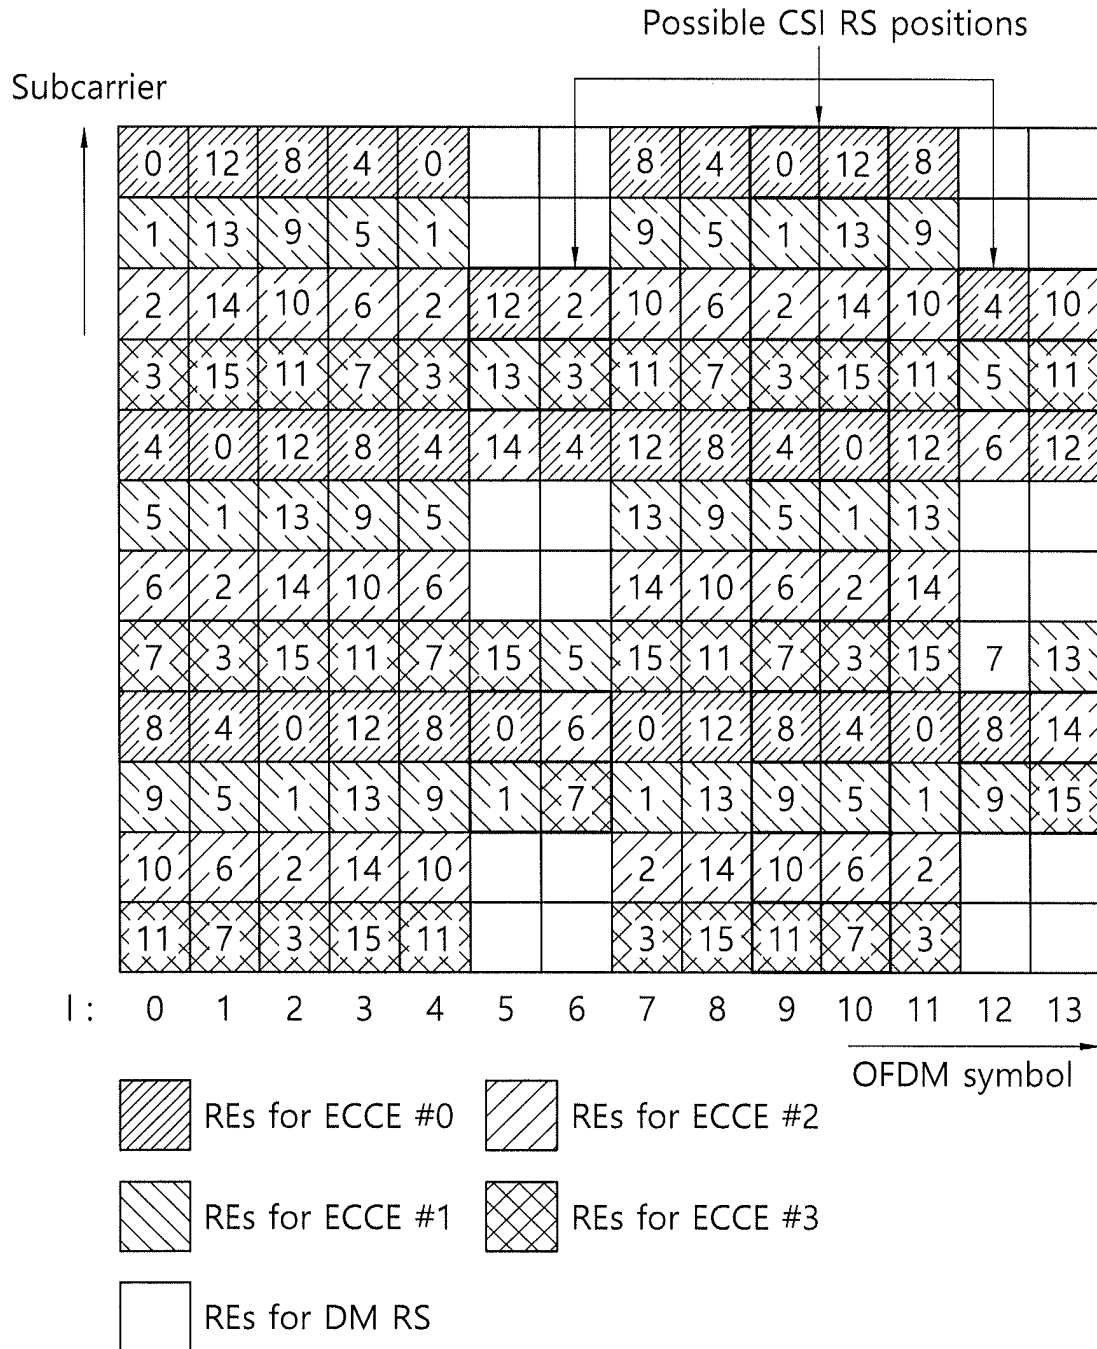 Possible CSI RS positions
Subcarrier
0 12 8 4 0 8 4 0 12 8
1 13 9 5 1 9 5 1 13 9
2 14 10 6 2 12 2 10 6 2 14 10 4 10
3 15 11 7 3 13 3 11 7 3 15 11 5 11
4 0 12 8 4 14 4 12 8 4 0 12 6 12
5 1 13 9 5 13 9 5 1 13
6 2 14 10 6 14 10 6 2 14
7 3 15 11 7 15 5 15 11 7 3 15 7 13
8 4 0 12 8 0 6 0 12 8 4 0 8 14
9 5 1 13 9 1 7 1 13 9 5 1 9 15
10 6 2 14 10 2 14 10 6 2
11 7 3 15 11 3 15 11 7 3
l : 0 1 2 3 4 5 6 7 8 9 10 11 12 13
OFDM symbol
REs for ECCE #0 REs for ECCE #2
REs for ECCE #1 REs for ECCE #3
REs for DM RS